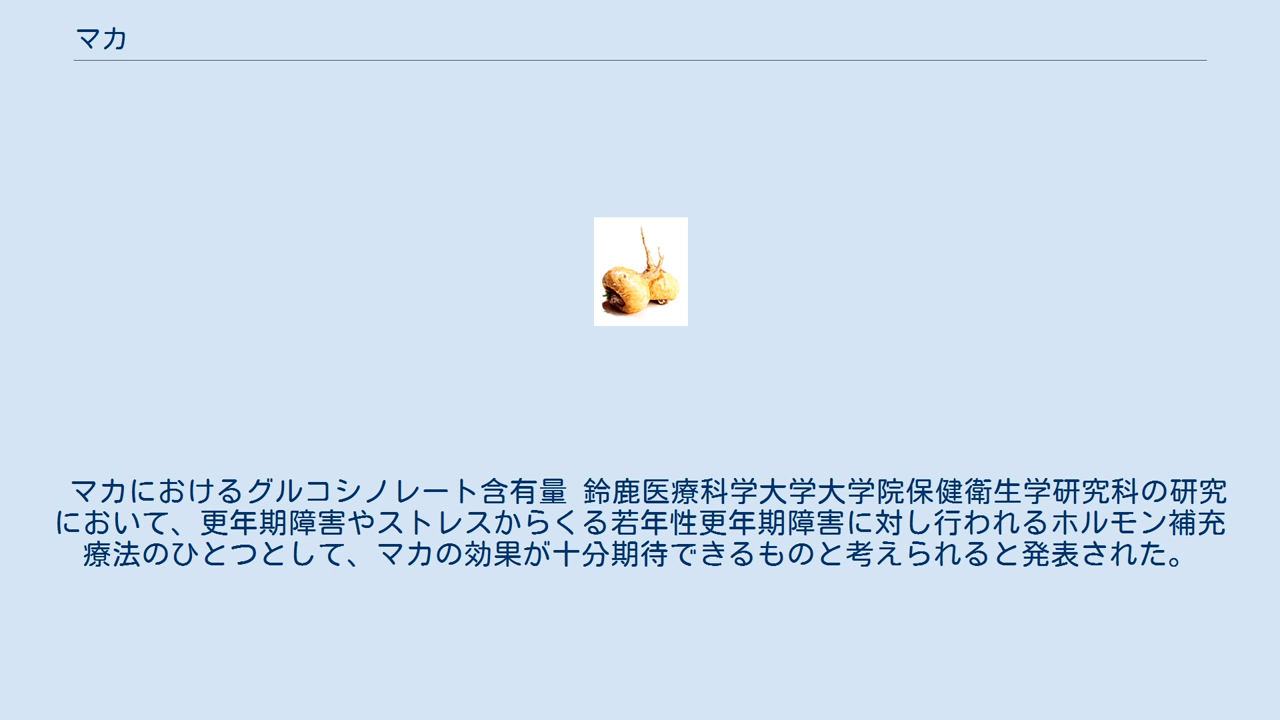 マカ
マカにおけるグルコシノレート含有量 鈴鹿医療科学大学大学院保健衛生学研究科の研究
において、更年期障害やストレスからくる若年性更年期障害に対し行われるホルモン補充
療法のひとつとして、マカの効果が十分期待できるものと考えられると発表された。